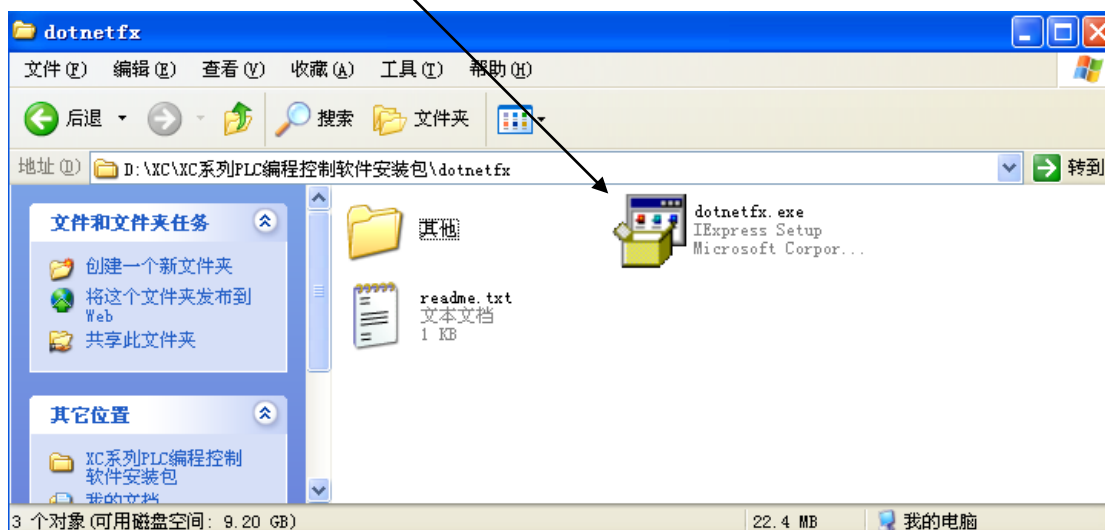 dotnetfx
文件(F) 编辑(E) 查看(V) 收藏(A) 工具(T) 帮助(H)
后退 搜索 文件夹
地址(D) D:\XC\XC系列PLC编程控制软件安装包\dotnetfx 转到
文件和文件夹任务
创建一个新文件夹
将这个文件夹发布到
Web
共享此文件夹
其它位置
XC系列PLC编程控制
软件安装包
我的文档
其他
readme.txt
文本文档
1 KB
dotnetfx.exe
IExpress Setup
Microsoft Corpor...
3 个对象(可用磁盘空间: 9.20 GB) 22.4 MB 我的电脑